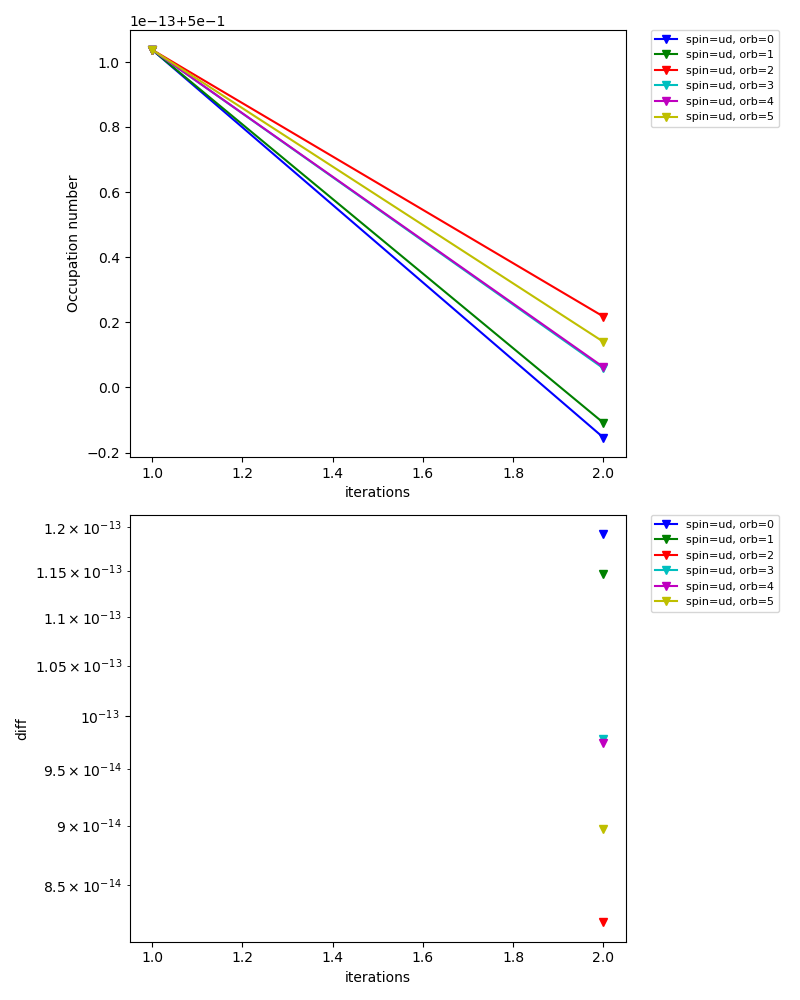 1e−13+5e−1
1.0
0.8
0.6
0.4
0.2
0.0
−0.2
Occupation number
1.0 1.2 1.4 1.6 1.8 2.0
iterations
spin=ud, orb=0
spin=ud, orb=1
spin=ud, orb=2
spin=ud, orb=3
spin=ud, orb=4
spin=ud, orb=5
1.2 × 10⁻¹³
1.15 × 10⁻¹³
1.1 × 10⁻¹³
1.05 × 10⁻¹³
10⁻¹³
9.5 × 10⁻¹⁴
9 × 10⁻¹⁴
8.5 × 10⁻¹⁴
diff
1.0 1.2 1.4 1.6 1.8 2.0
iterations
spin=ud, orb=0
spin=ud, orb=1
spin=ud, orb=2
spin=ud, orb=3
spin=ud, orb=4
spin=ud, orb=5